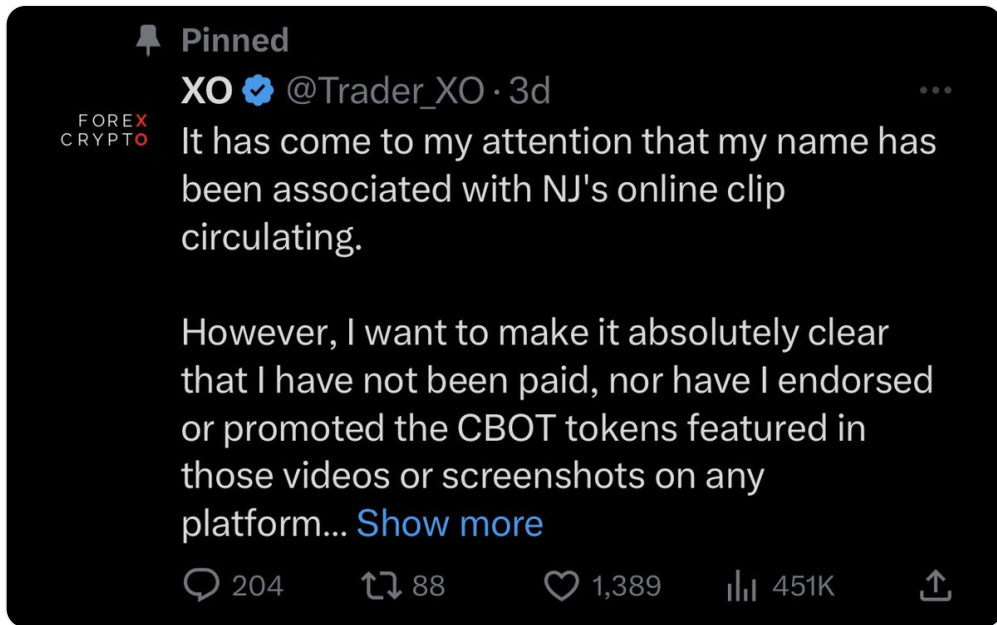 Pinned
XO @Trader_XO · 3d
FOREX
CRYPTO
It has come to my attention that my name has
been associated with NJ's online clip
circulating.
However, I want to make it absolutely clear
that I have not been paid, nor have I endorsed
or promoted the CBOT tokens featured in
those videos or screenshots on any
platform... Show more
204 88 1,389 451K